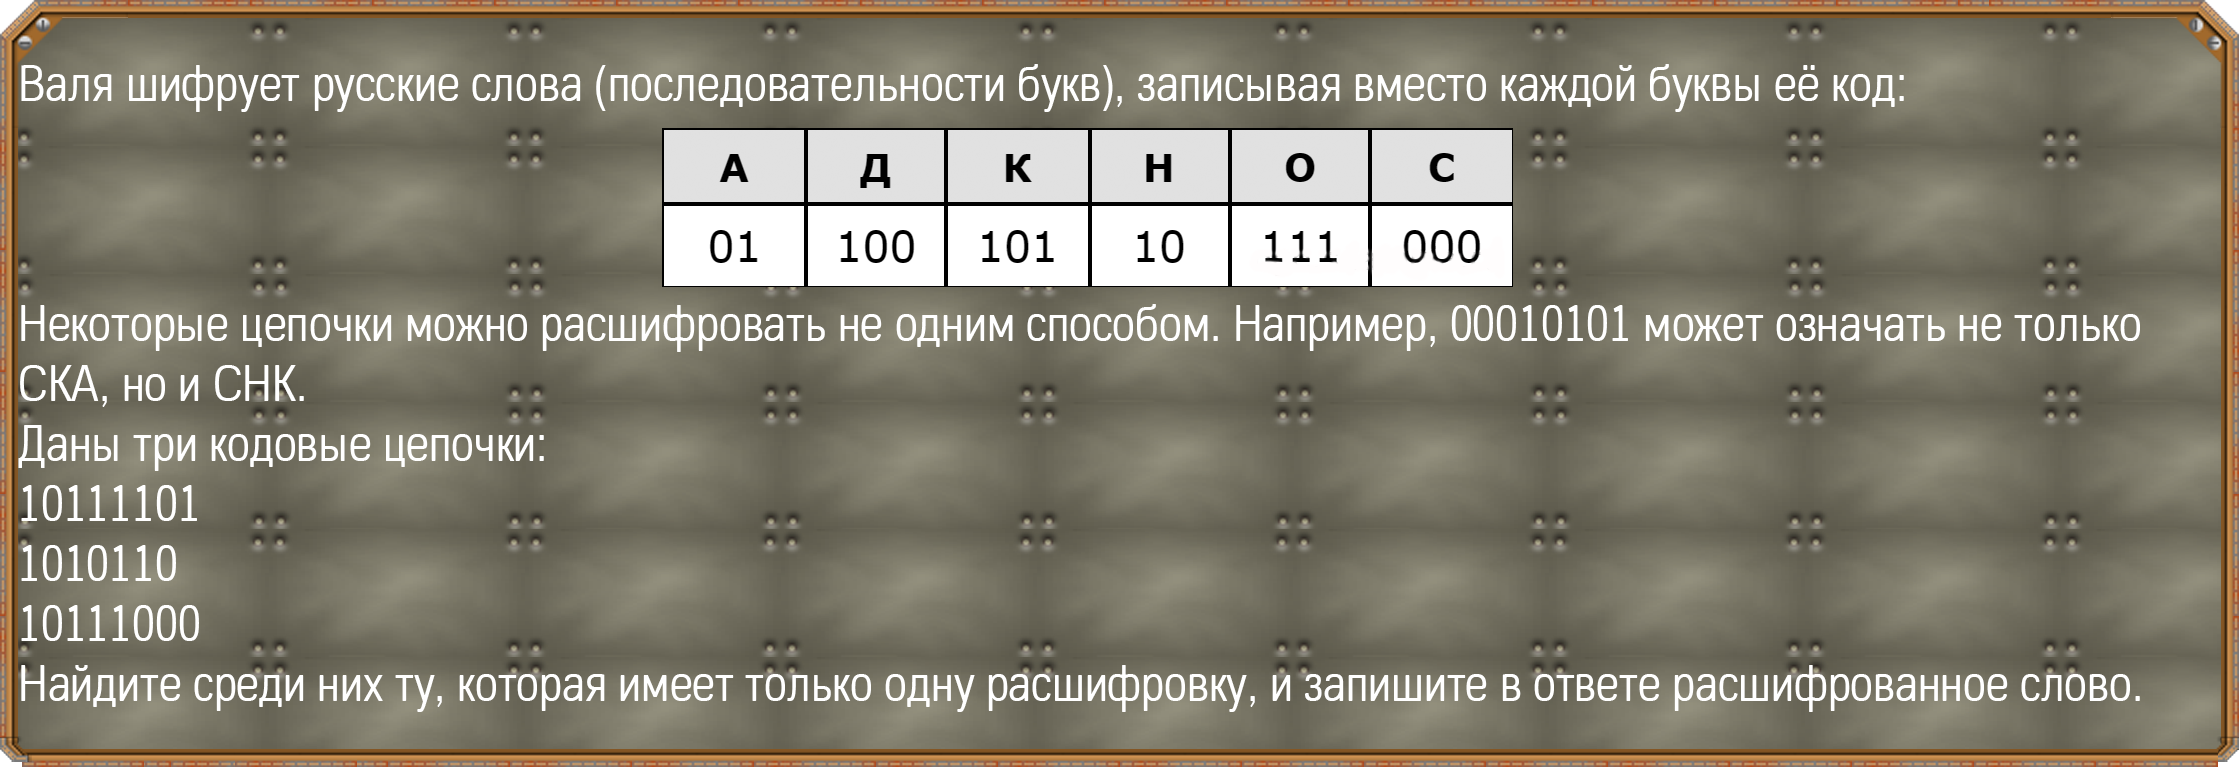 Валя шифрует русские слова (последовательности букв), записывая вместо каждой буквы её код:
А Д К Н О С
01 100 101 10 111 000
Некоторые цепочки можно расшифровать не одним способом. Например, 00010101 может означать не только
СКА, но и СНК.
Даны три кодовые цепочки:
10111101
1010110
10111000
Найдите среди них ту, которая имеет только одну расшифровку, и запишите в ответе расшифрованное слово.